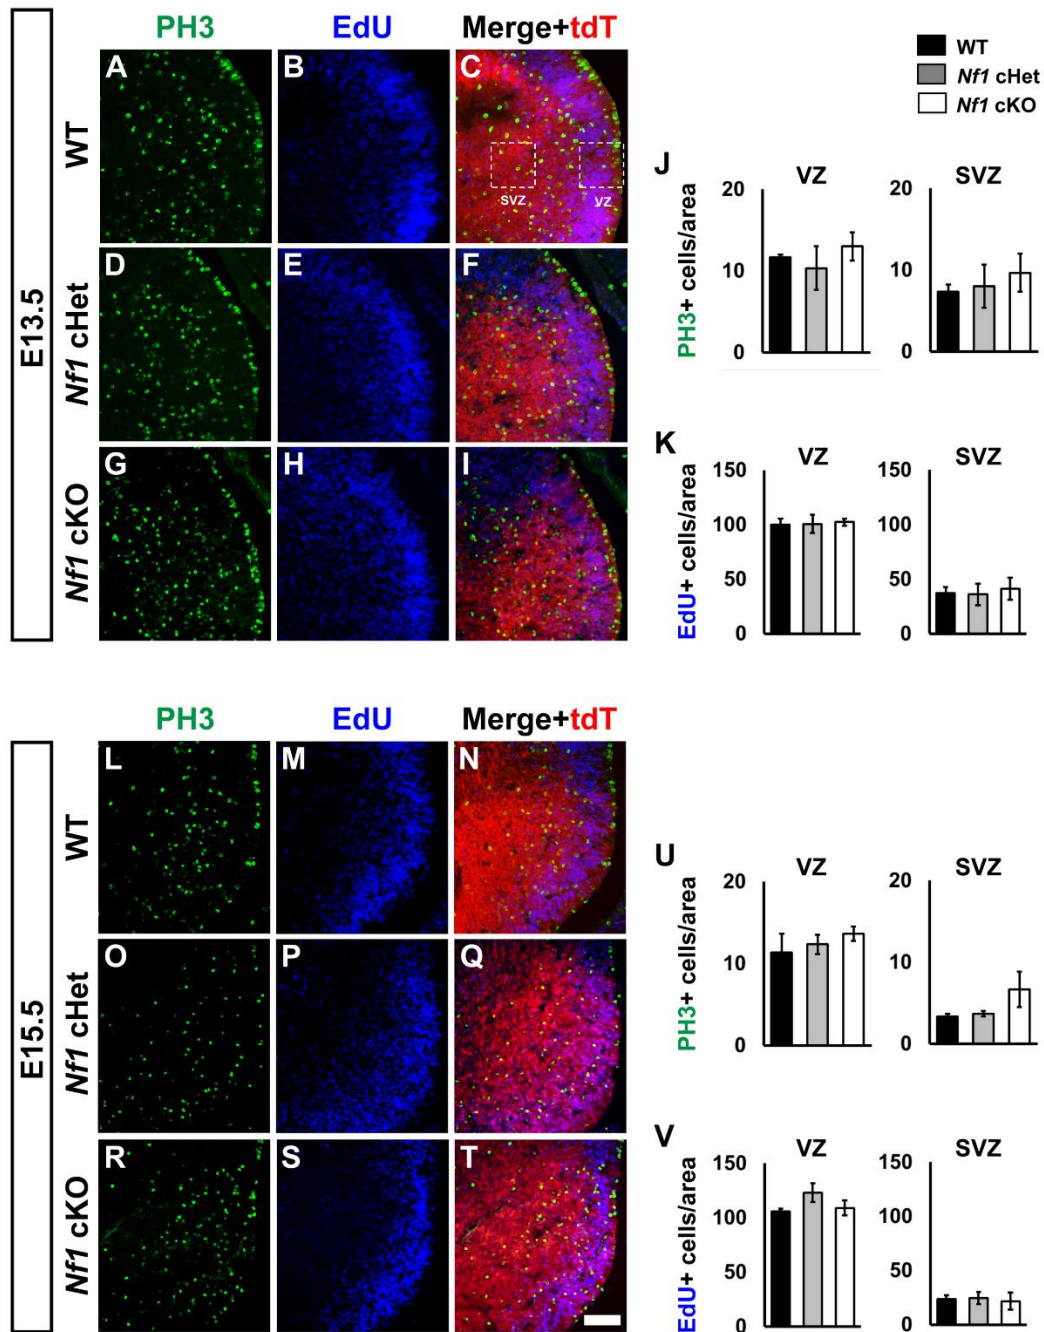 PH3 EdU Merge+tdT
WT
Nf1 cHet
Nf1 cKO
E13.5
WT
A B C
SVZ VZ
Nf1 cHet
D E F
Nf1 cKO
G H I
J
VZ SVZ
PH3+ cells/area
20 20
10 10
0 0
K
VZ SVZ
EdU+ cells/area
150 150
100 100
50 50
0 0
PH3 EdU Merge+tdT
E15.5
WT
L M N
Nf1 cHet
O P Q
Nf1 cKO
R S T
U
VZ SVZ
PH3+ cells/area
20 20
10 10
0 0
V
VZ SVZ
EdU+ cells/area
150 150
100 100
50 50
0 0